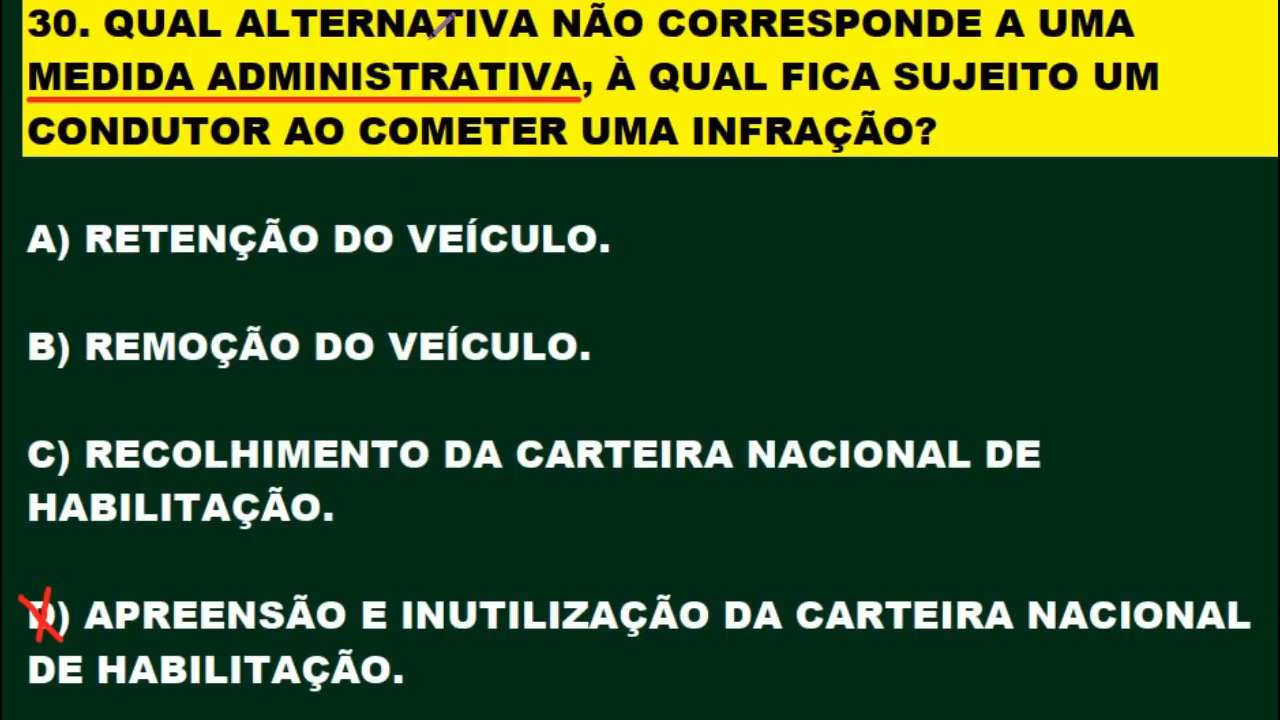 30. QUAL ALTERNATIVA NÃO CORRESPONDE A UMA
MEDIDA ADMINISTRATIVA, À QUAL FICA SUJEITO UM
CONDUTOR AO COMETER UMA INFRAÇÃO?
A) RETENÇÃO DO VEÍCULO.
B) REMOÇÃO DO VEÍCULO.
C) RECOLHIMENTO DA CARTEIRA NACIONAL DE
HABILITAÇÃO.
D) APREENSÃO E INUTILIZAÇÃO DA CARTEIRA NACIONAL
DE HABILITAÇÃO.